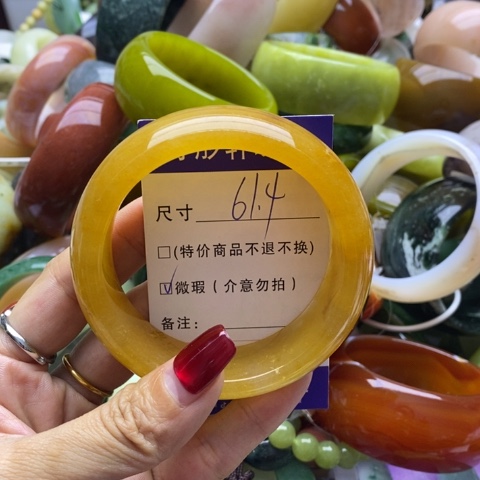 尺寸 61.4
□(特价商品不退不换)
☑微瑕(介意勿拍)
备注: